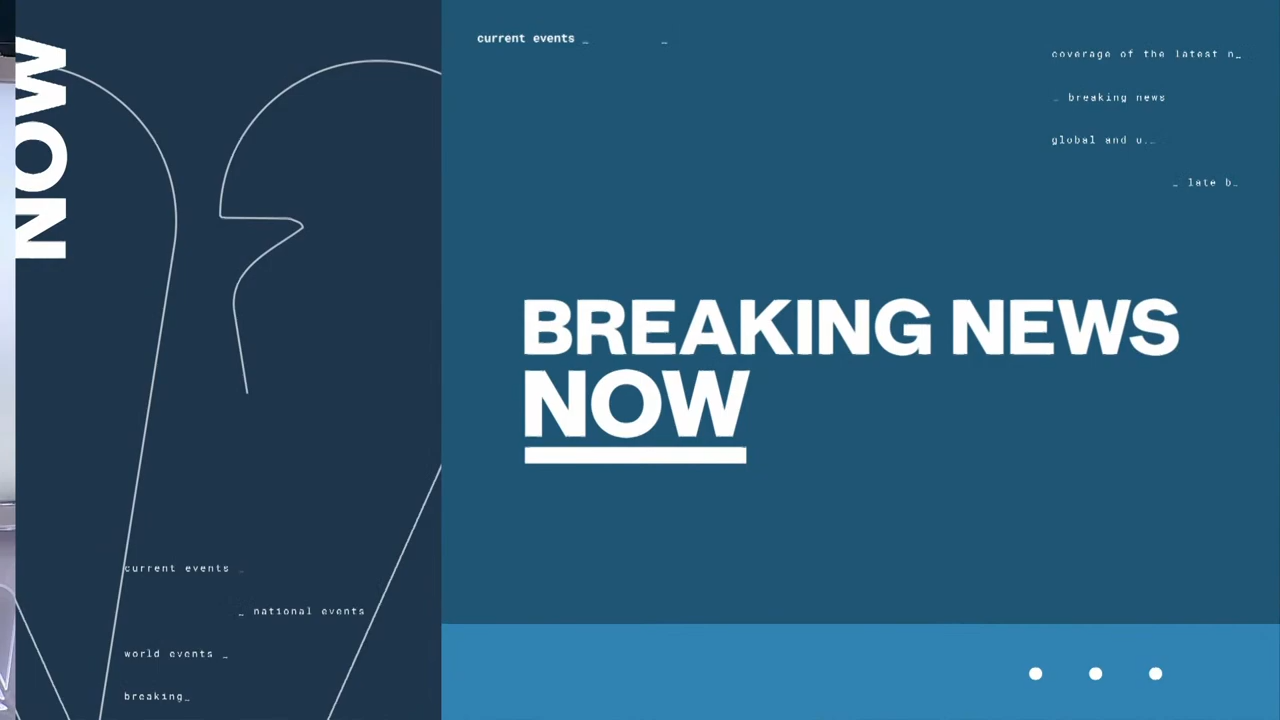 NOW
current events _
_ national events
world events _
breaking_
current events _ _
coverage of the latest n_
_ breaking news
global and u..
_ late b_
BREAKING NEWS
NOW